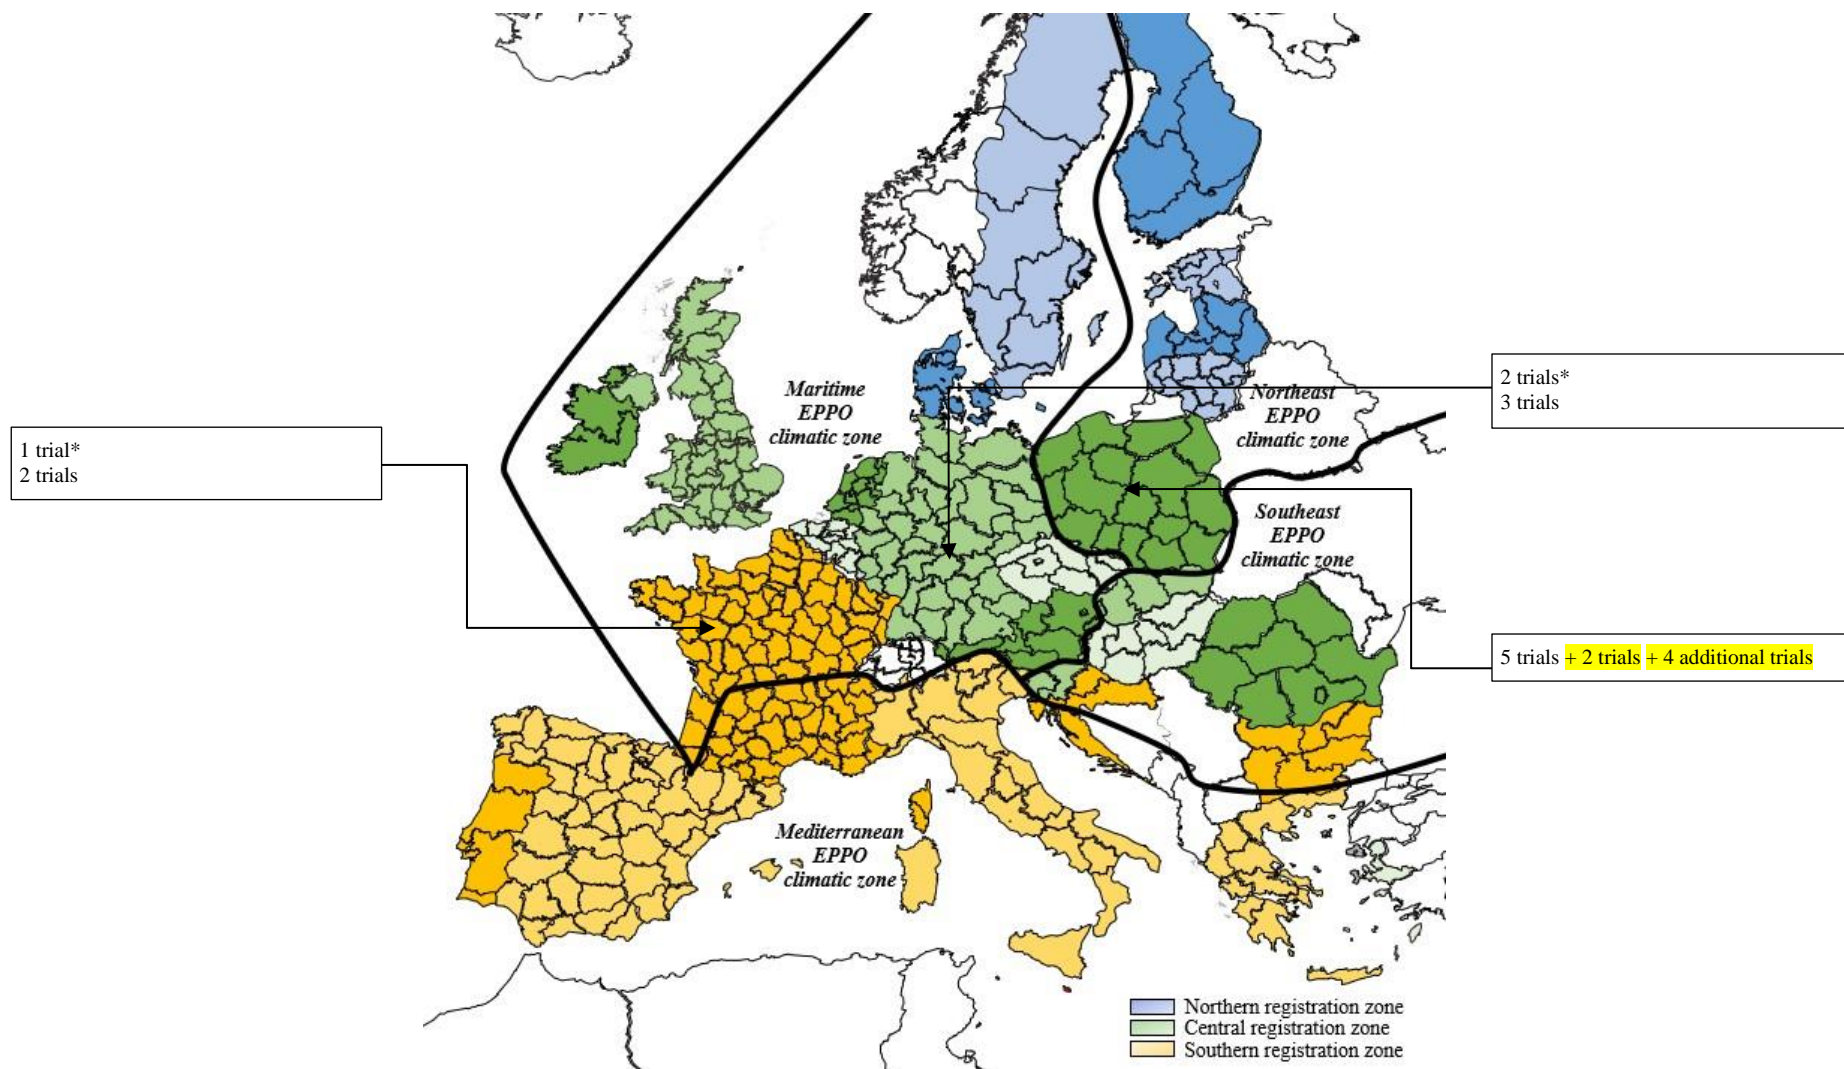 Maritime
EPPO
climatic zone
2 trials*
3 trials
Northeast
EPPO
climatic zone
1 trial*
2 trials
Southeast
EPPO
climatic zone
5 trials + 2 trials + 4 additional trials
Mediterranean
EPPO
climatic zone
Northern registration zone
Central registration zone
Southern registration zone